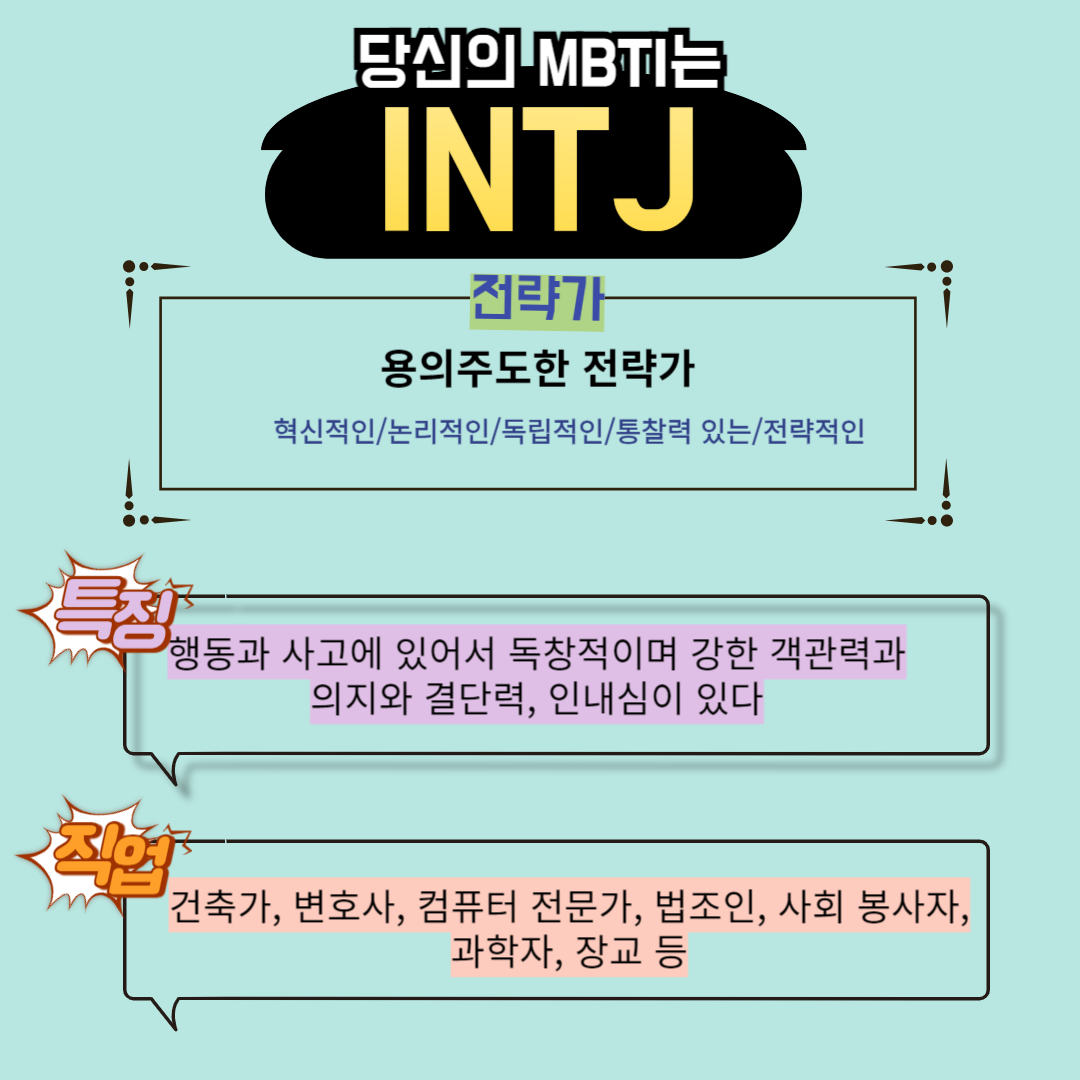 당신의 MBTI는
INTJ
전략가
용의주도한 전략가
혁신적인/논리적인/독립적인/통찰력 있는/전략적인
특징
행동과 사고에 있어서 독창적이며 강한 객관력과
의지와 결단력, 인내심이 있다
직업
건축가, 변호사, 컴퓨터 전문가, 법조인, 사회 봉사자,
과학자, 장교 등